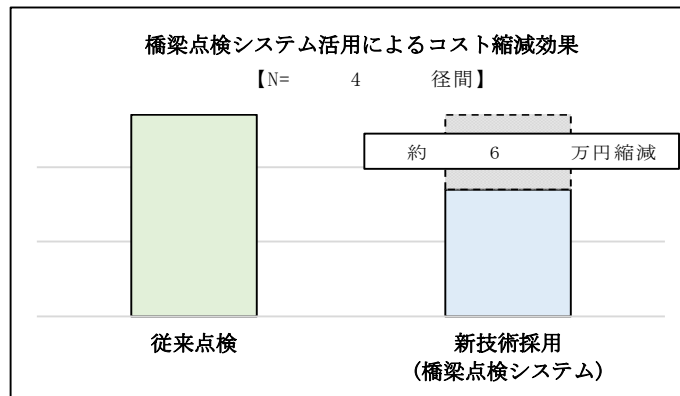 橋梁点検システム活用によるコスト縮減効果
【N= 4 径間】
約 6 万円縮減
従来点検
新技術採用
(橋梁点検システム)